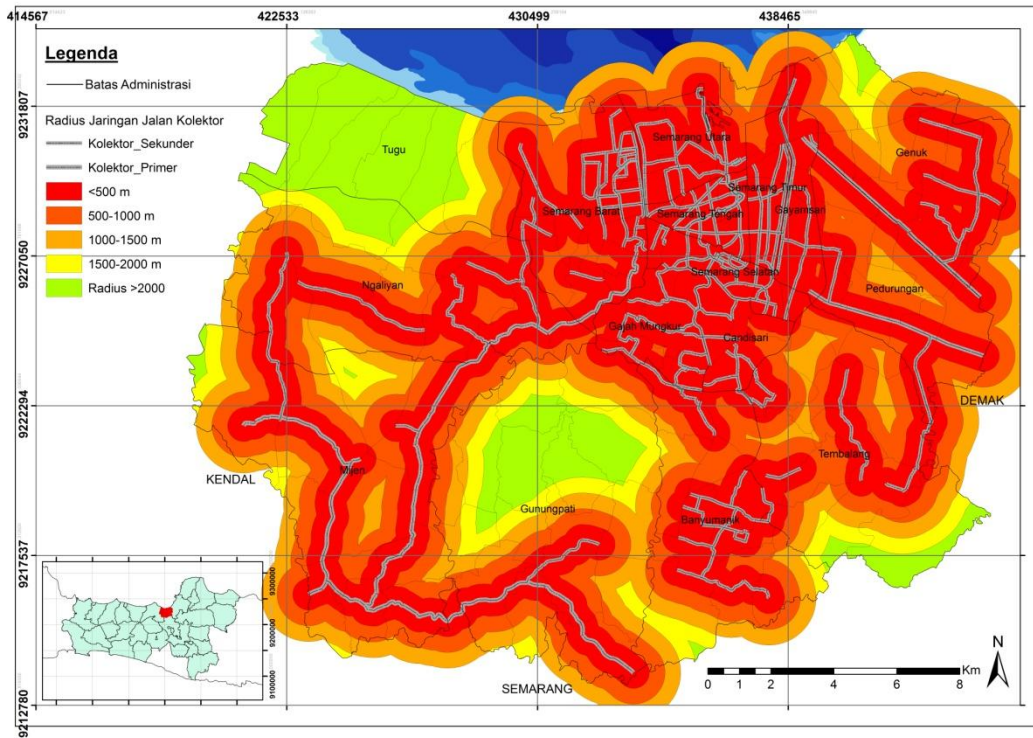 414567
422533
430499
438465
Legenda
Batas Administrasi
Radius Jaringan Jalan Kolektor
Kolektor_Sekunder
Kolektor_Primer
<500 m
500-1000 m
1000-1500 m
1500-2000 m
Radius >2000
9231807
9227050
9222294
9217537
9212780
Tugu
Semarang Utara
Genuk
Semarang Timur
Semarang Barat
Semarang Tengah
Gayamsari
Semarang Selatan
Ngaliyan
Pedurungan
Gajah Mungkur
Candisari
DEMAK
Tembalang
Mijen
KENDAL
Gunungpati
Banyumanik
SEMARANG
9300000
9200000
9100000
N
Km
0 1 2 4 6 8